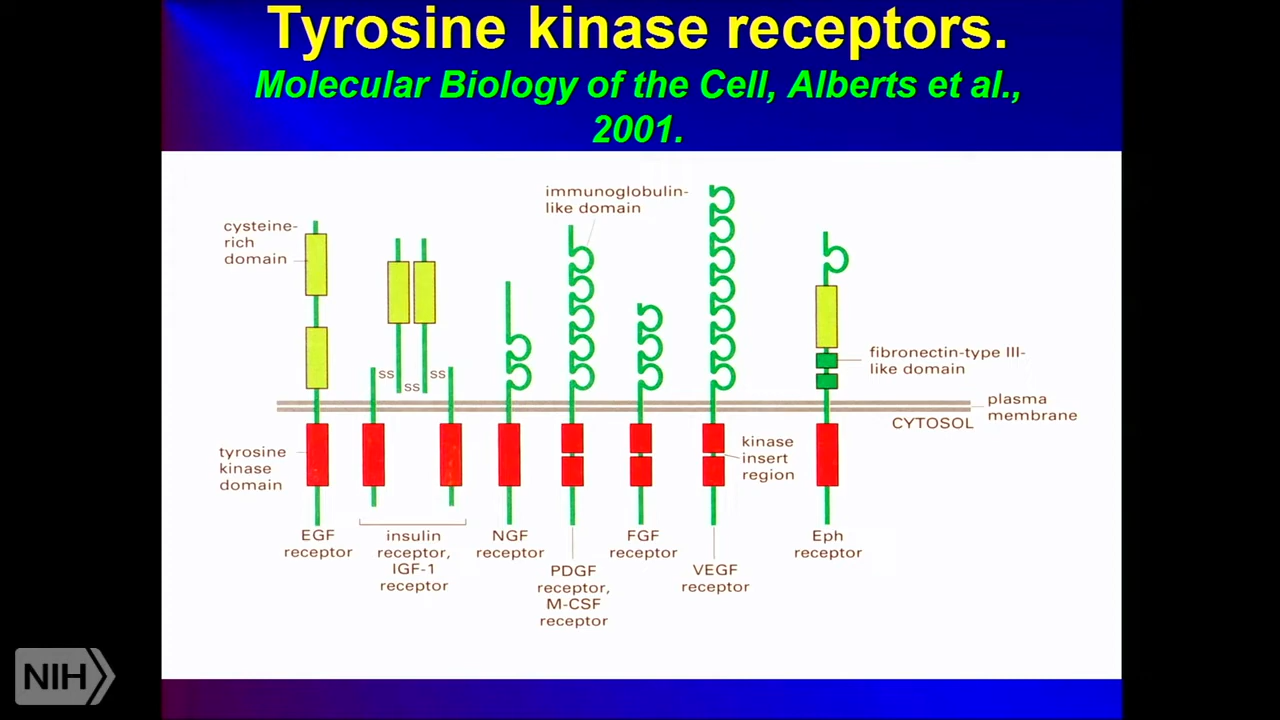 Tyrosine kinase receptors.
Molecular Biology of the Cell, Alberts et al.,
2001.
immunoglobulin-
like domain
cysteine-
rich
domain
ss
ss
ss
fibronectin-type III-
like domain
plasma
membrane
CYTOSOL
tyrosine
kinase
domain
kinase
insert
region
EGF
receptor
insulin
receptor,
IGF-1
receptor
NGF
receptor
PDGF
receptor,
M-CSF
receptor
FGF
receptor
VEGF
receptor
Eph
receptor
NIH